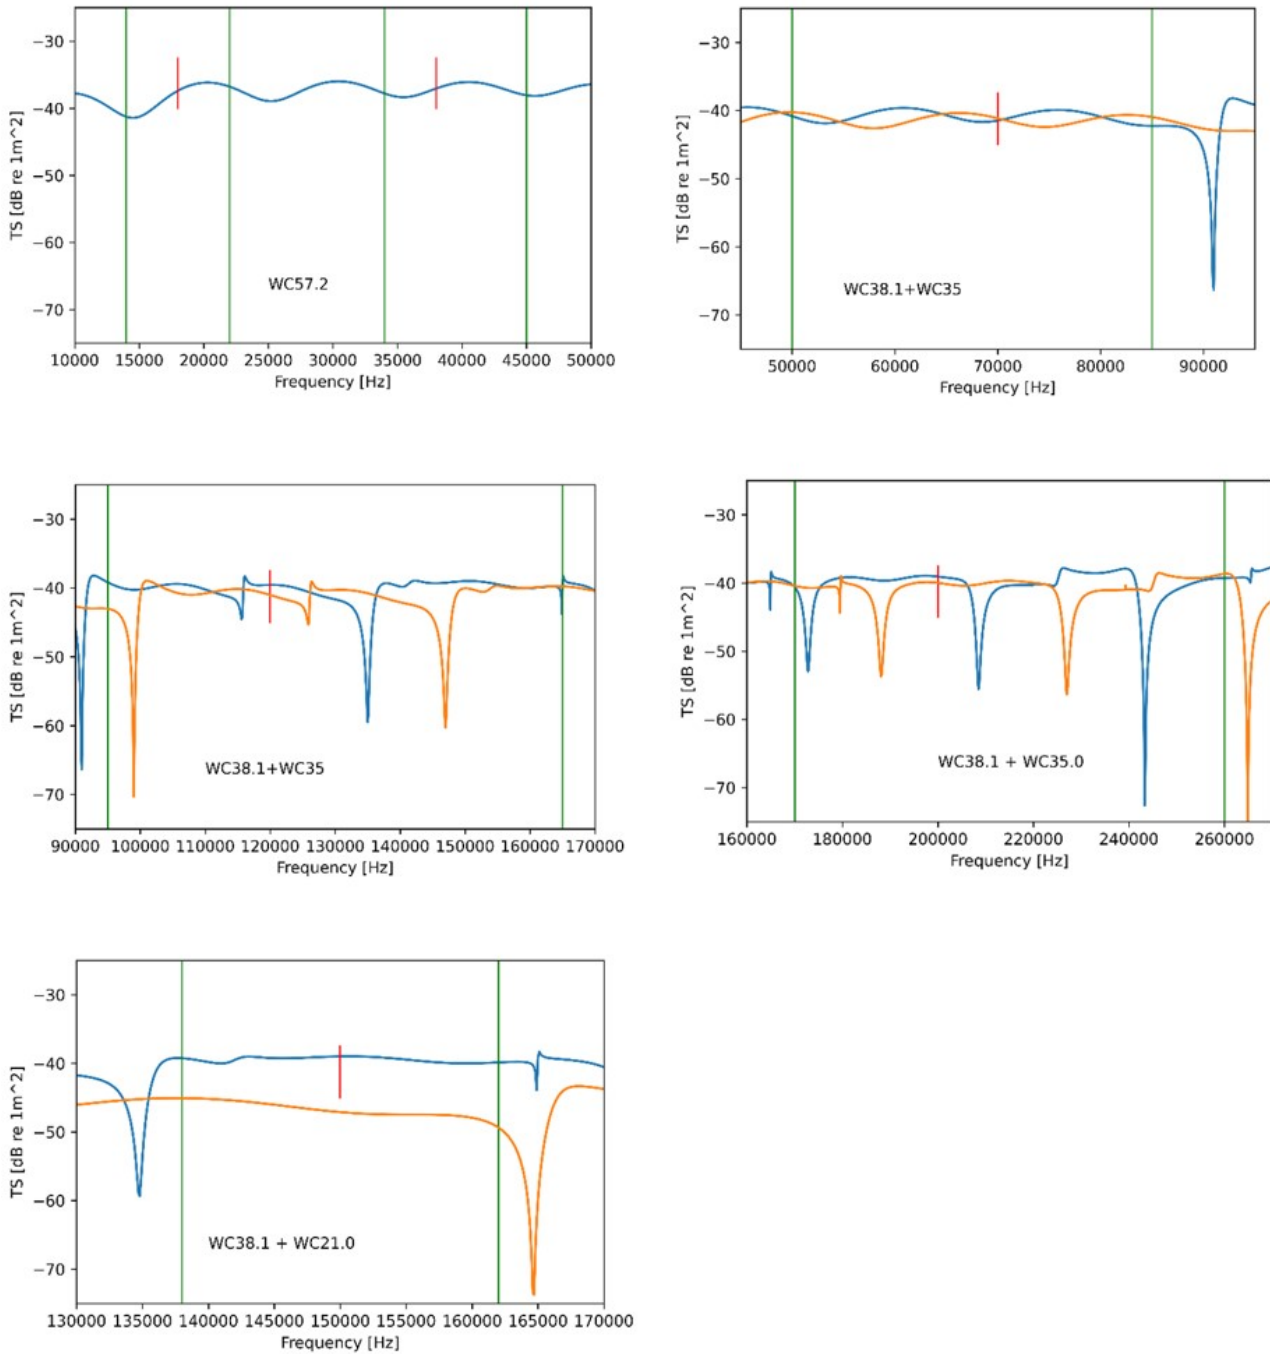 −30
−40
−50
−60
−70
TS [dB re 1m^2]
WC57.2
10000 15000 20000 25000 30000 35000 40000 45000 50000
Frequency [Hz]
−30
−40
−50
−60
−70
TS [dB re 1m^2]
WC38.1+WC35
50000 60000 70000 80000 90000
Frequency [Hz]
−30
−40
−50
−60
−70
TS [dB re 1m^2]
WC38.1+WC35
90000 100000 110000 120000 130000 140000 150000 160000 170000
Frequency [Hz]
−30
−40
−50
−60
−70
TS [dB re 1m^2]
WC38.1 + WC35.0
160000 180000 200000 220000 240000 260000
Frequency [Hz]
−30
−40
−50
−60
−70
TS [dB re 1m^2]
WC38.1 + WC21.0
130000 135000 140000 145000 150000 155000 160000 165000 170000
Frequency [Hz]